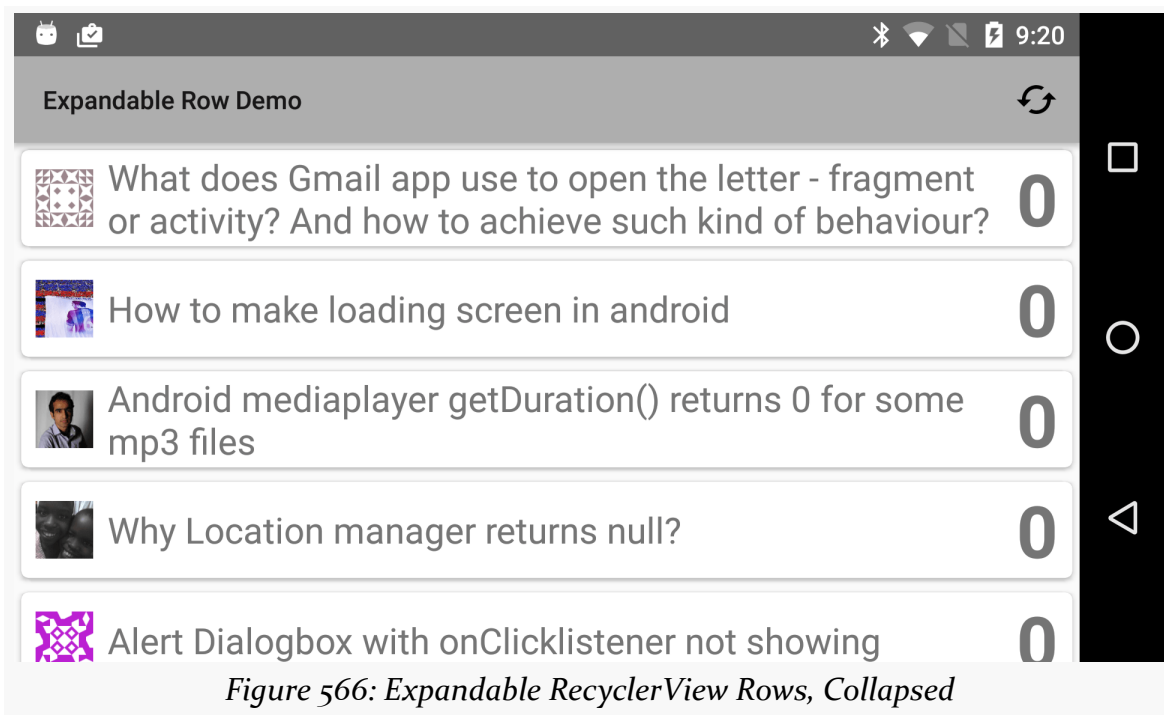 9:20
Expandable Row Demo
What does Gmail app use to open the letter - fragment
or activity? And how to achieve such kind of behaviour?
0
How to make loading screen in android
0
Android mediaplayer getDuration() returns 0 for some
mp3 files
0
Why Location manager returns null?
0
Alert Dialogbox with onClicklistener not showing
0
Figure 566: Expandable RecyclerView Rows, Collapsed